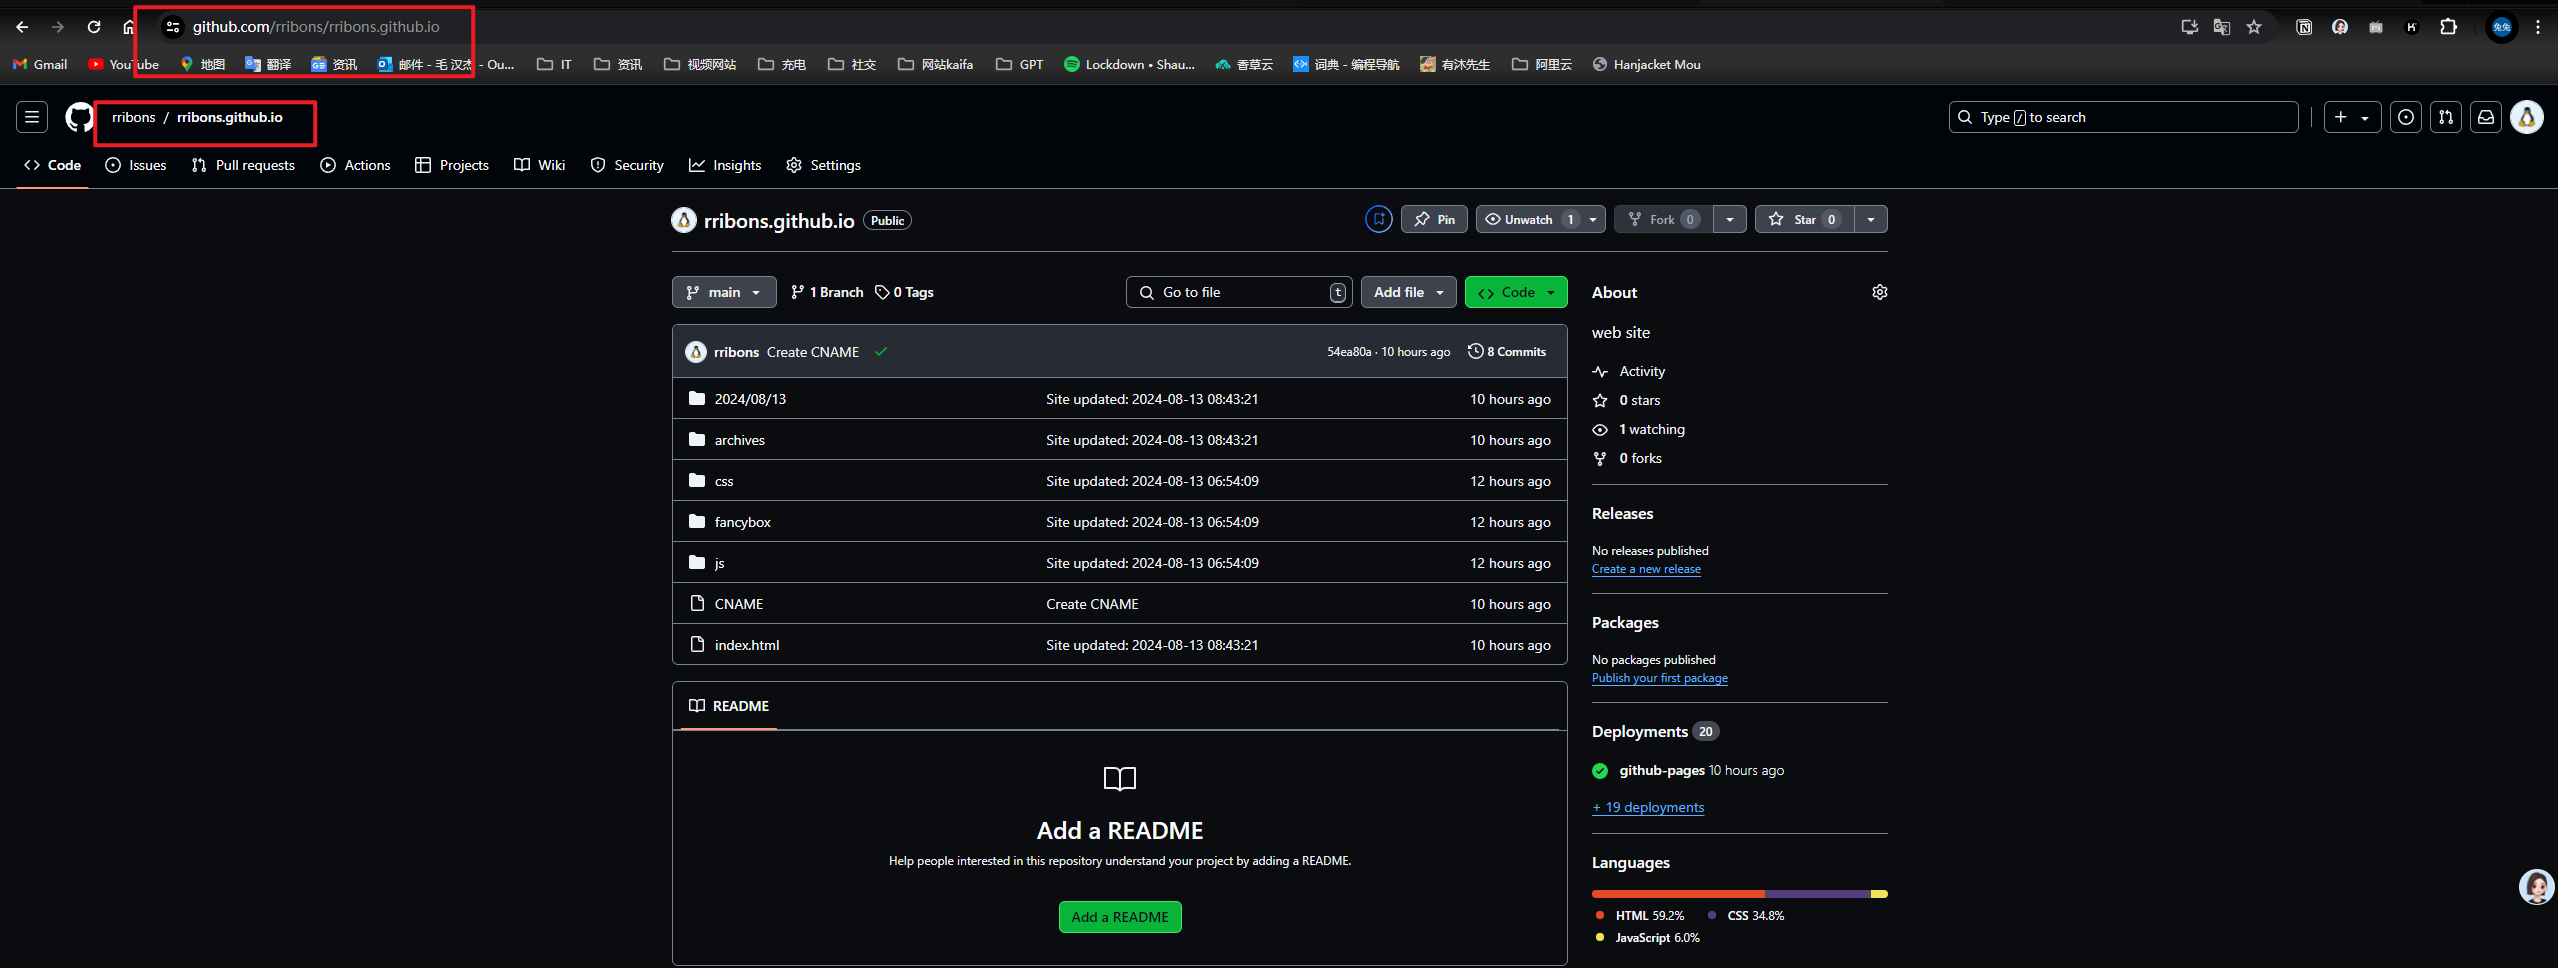 github.com/rribons/rribons.github.io
Gmail YouTube 地图 翻译 资讯 邮件 - 毛 汉杰 - Ou... IT 资讯 视频网站 充电 社交 网站kaifa GPT Lockdown • Shau... 香草云 词典 - 编程导航 有沐先生 阿里云 Hanjacket Mou
rribons / rribons.github.io Type / to search
Code Issues Pull requests Actions Projects Wiki Security Insights Settings
rribons.github.io Public Pin Unwatch 1 Fork 0 Star 0
main 1 Branch 0 Tags Go to file t Add file Code
rribons Create CNAME 54ea80a · 10 hours ago 8 Commits
2024/08/13 Site updated: 2024-08-13 08:43:21 10 hours ago
archives Site updated: 2024-08-13 08:43:21 10 hours ago
css Site updated: 2024-08-13 06:54:09 12 hours ago
fancybox Site updated: 2024-08-13 06:54:09 12 hours ago
js Site updated: 2024-08-13 06:54:09 12 hours ago
CNAME Create CNAME 10 hours ago
index.html Site updated: 2024-08-13 08:43:21 10 hours ago
README
Add a README
Help people interested in this repository understand your project by adding a README.
Add a README
About
web site
Activity
0 stars
1 watching
0 forks
Releases
No releases published
Create a new release
Packages
No packages published
Publish your first package
Deployments 20
github-pages 10 hours ago
+ 19 deployments
Languages
HTML 59.2% CSS 34.8%
JavaScript 6.0%